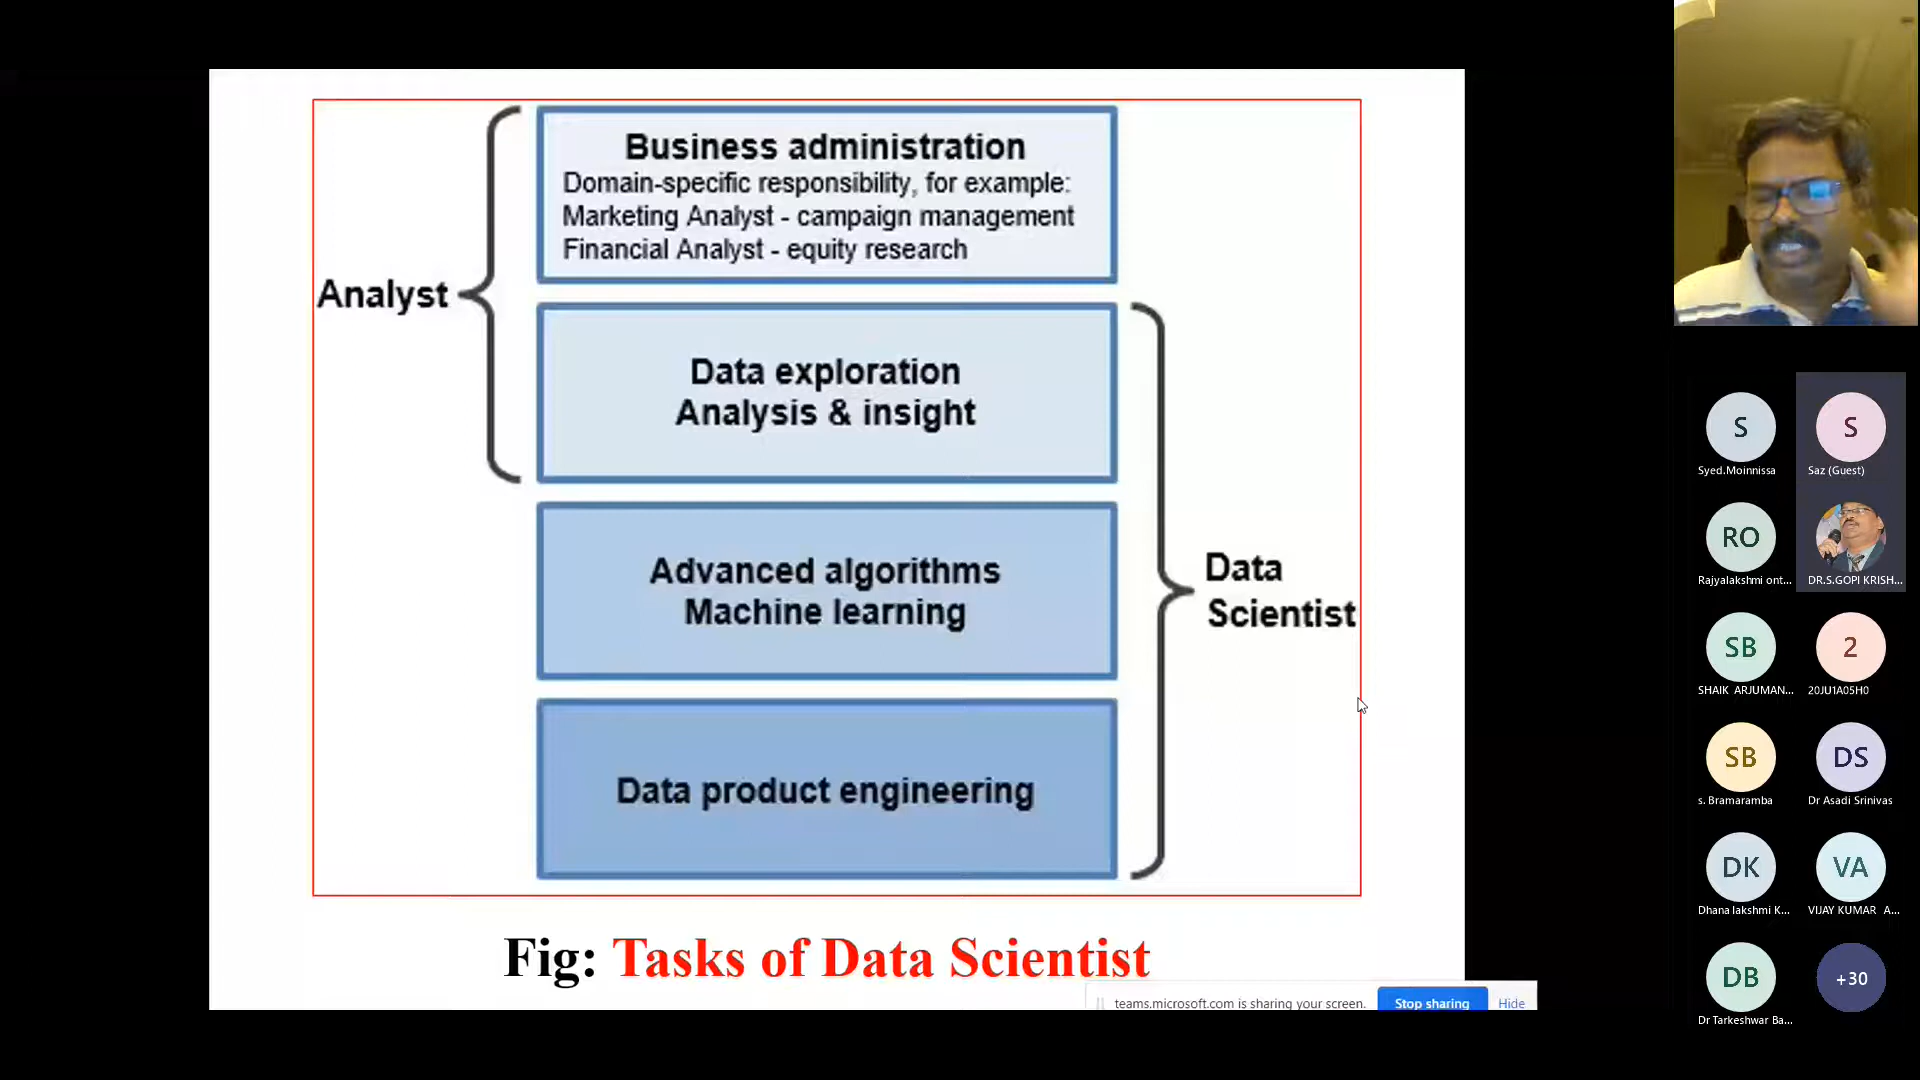 Business administration
Domain-specific responsibility, for example:
Marketing Analyst - campaign management
Financial Analyst - equity research
Analyst
Data exploration
Analysis & insight
Advanced algorithms
Machine learning
Data
Scientist
Data product engineering
Fig: Tasks of Data Scientist
teams.microsoft.com is sharing your screen.
Stop sharing
Hide
S
S
Syed.Moinnissa
Saz (Guest)
RO
Rajyalakshmi ont...
DR.S.GOPI KRISH...
SB
2
SHAIK ARJUMAN...
20JU1A05H0
SB
DS
s. Bramaramba
Dr Asadi Srinivas
DK
VA
Dhana lakshmi K...
VIJAY KUMAR A...
DB
+30
Dr Tarkeshwar Ba...